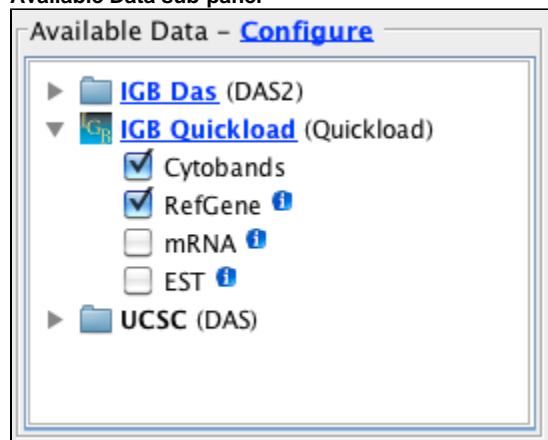 Available Data sub-panel
Available Data – Configure
IGB Das (DAS2)
IGB Quickload (Quickload)
Cytobands
RefGene i
mRNA i
EST i
UCSC (DAS)